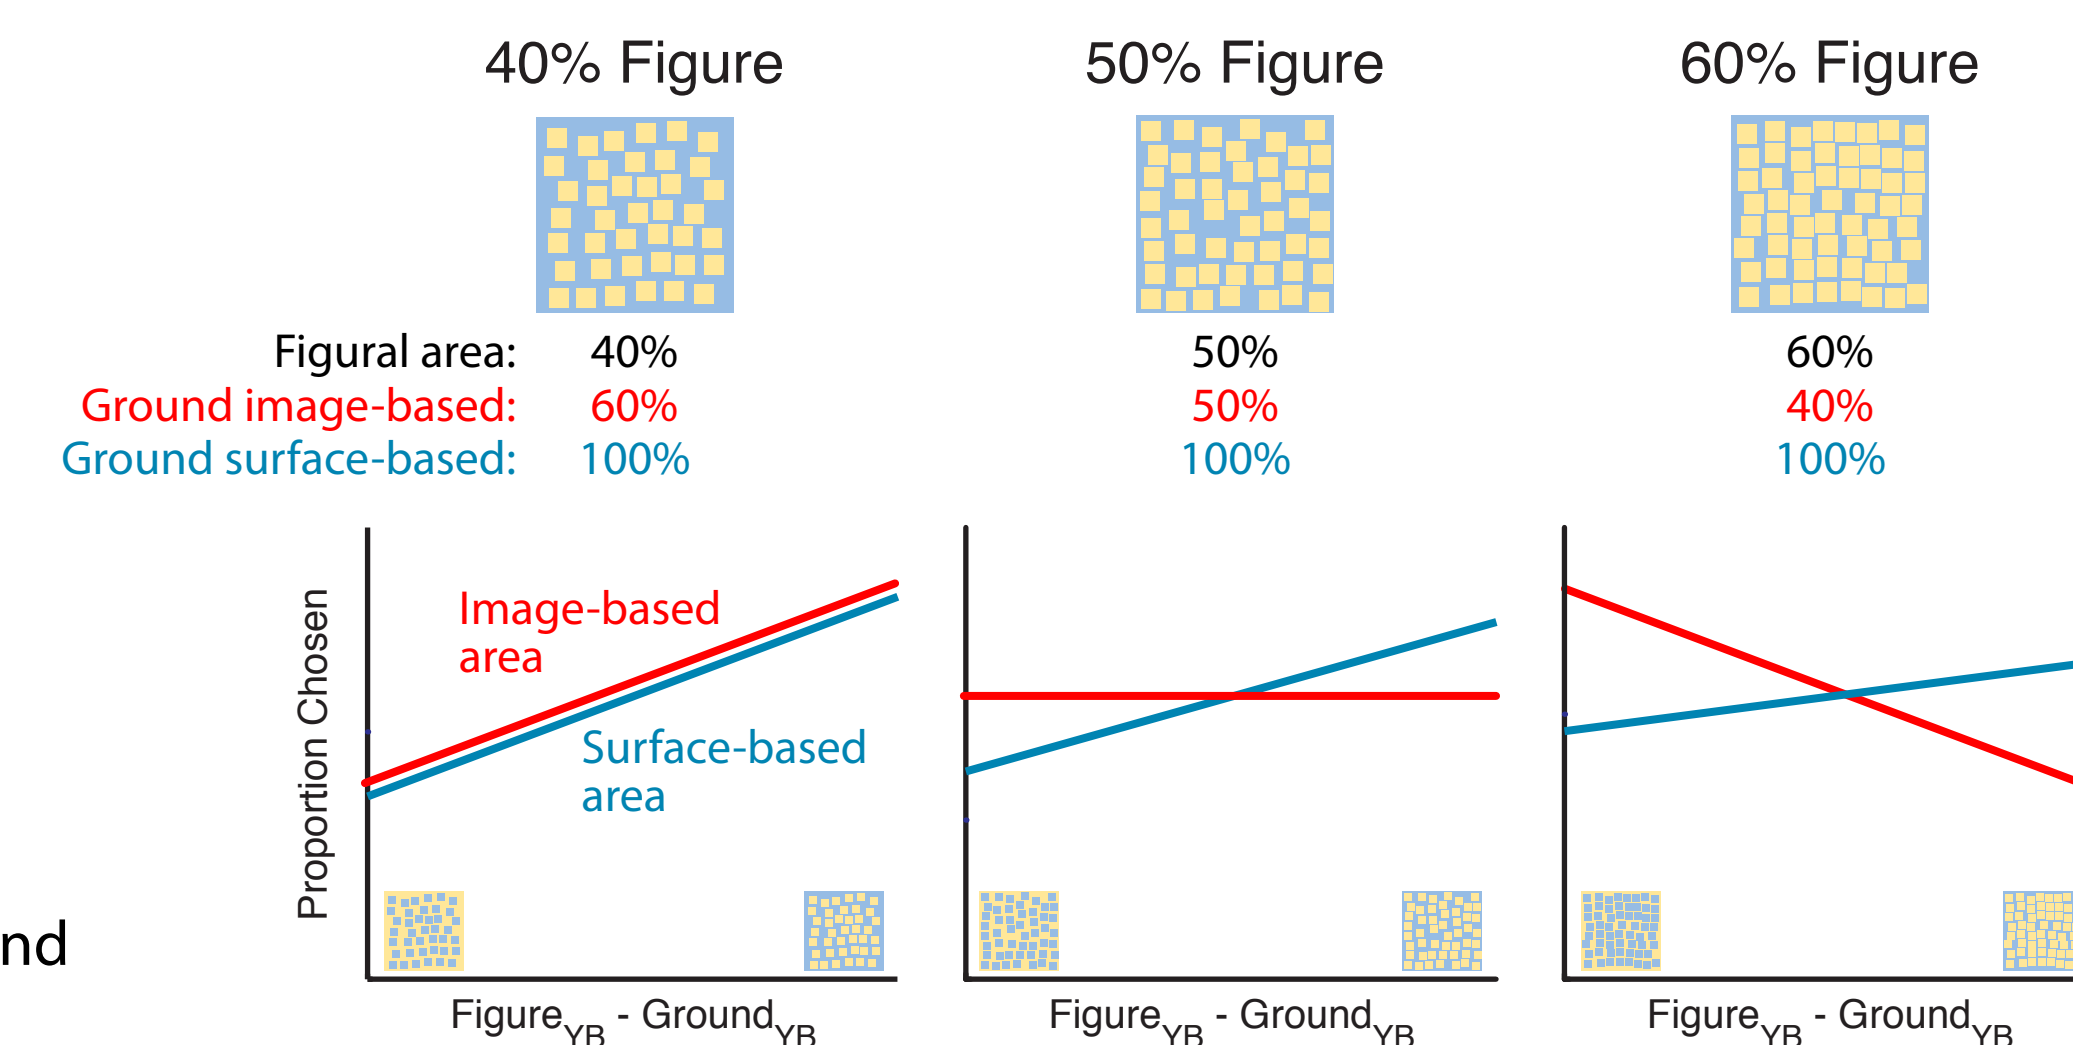 40% Figure
50% Figure
60% Figure
Figural area: 40% 50% 60%
Ground image-based: 60% 50% 40%
Ground surface-based: 100% 100% 100%
Image-based
area
Surface-based
area
Proportion Chosen
nd
FigureYB - GroundYB
FigureYB - GroundYB
FigureYB - GroundYB